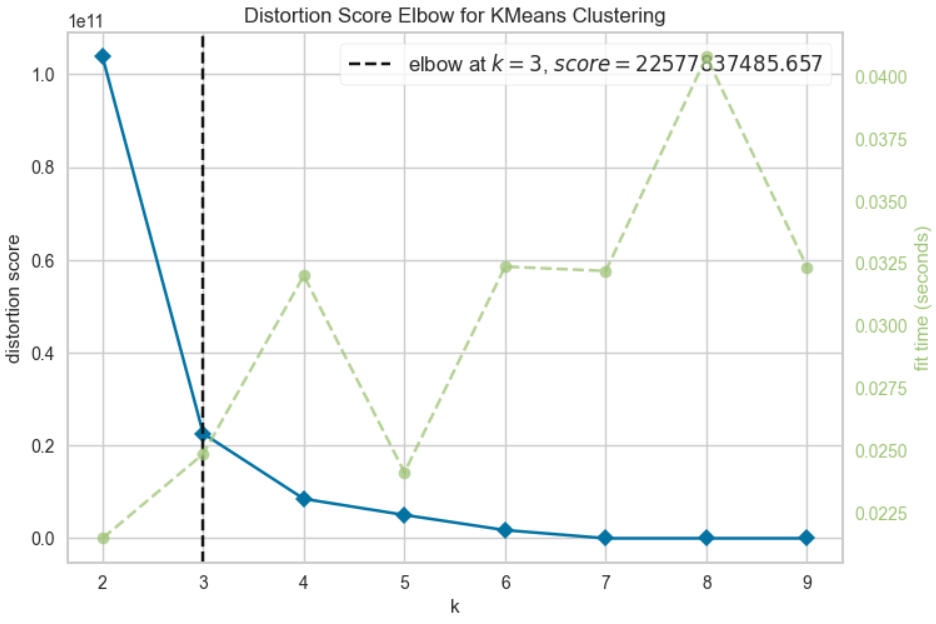 Distortion Score Elbow for KMeans Clustering
1e11
elbow at k = 3, score = 22577837485.657
1.0
0.8
0.6
0.4
0.2
0.0
distortion score
0.0400
0.0375
0.0350
0.0325
0.0300
0.0275
0.0250
0.0225
fit time (seconds)
2 3 4 5 6 7 8 9
k